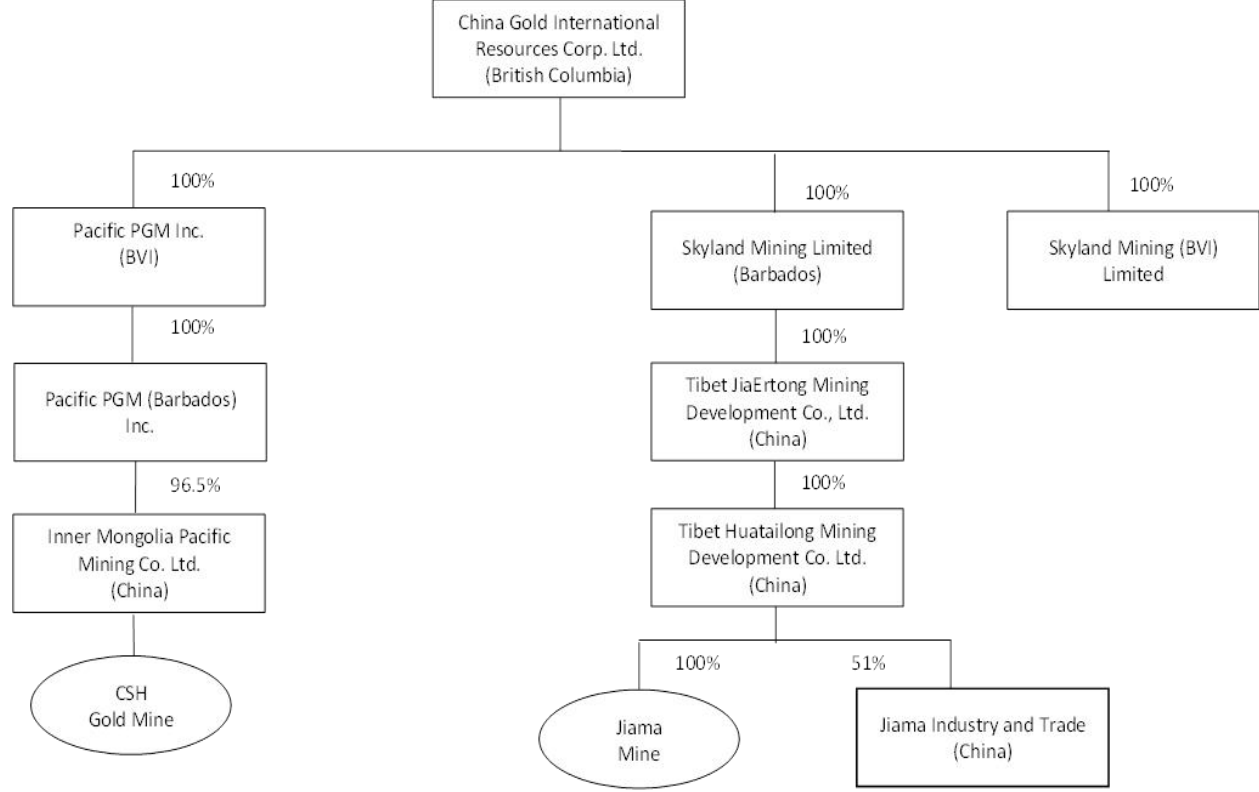 China Gold International
Resources Corp. Ltd.
(British Columbia)
100%
100%
100%
Pacific PGM Inc.
(BVI)
Skyland Mining Limited
(Barbados)
Skyland Mining (BVI)
Limited
100%
100%
Pacific PGM (Barbados)
Inc.
Tibet JiaErtong Mining
Development Co., Ltd.
(China)
96.5%
100%
Inner Mongolia Pacific
Mining Co. Ltd.
(China)
Tibet Huatailong Mining
Development Co. Ltd.
(China)
100%
51%
CSH
Gold Mine
Jiama
Mine
Jiama Industry and Trade
(China)